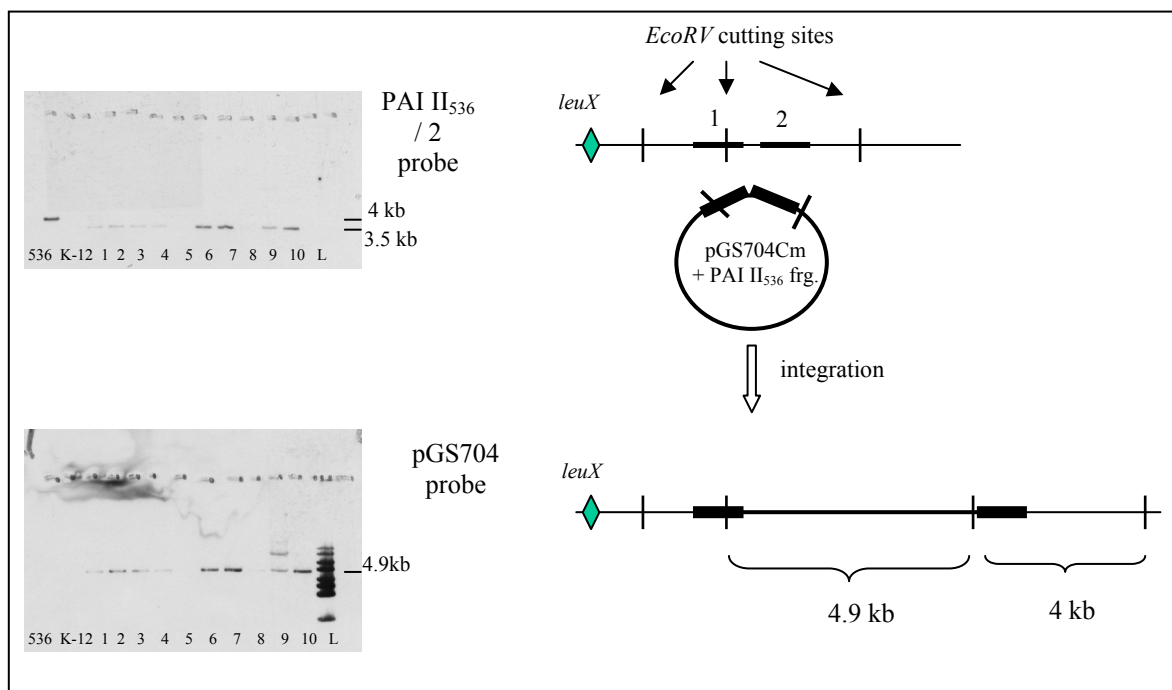 EcoRV cutting sites
PAI II536
/ 2
probe
4 kb
3.5 kb
536 K-12 1 2 3 4 5 6 7 8 9 10 L
leuX
1 2
pGS704Cm
+ PAI II536 frg.
integration
pGS704
probe
4.9kb
536 K-12 1 2 3 4 5 6 7 8 9 10 L
leuX
4.9 kb
4 kb